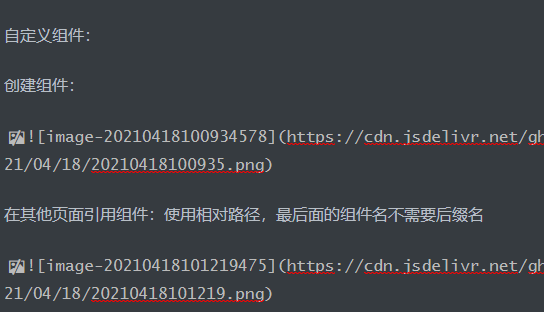 自定义组件：
创建组件：
![image-20210418100934578](https://cdn.jsdelivr.net/gh
21/04/18/20210418100935.png)
在其他页面引用组件：使用相对路径，最后面的组件名不需要后缀名
![image-20210418101219475](https://cdn.jsdelivr.net/gh
21/04/18/20210418101219.png)